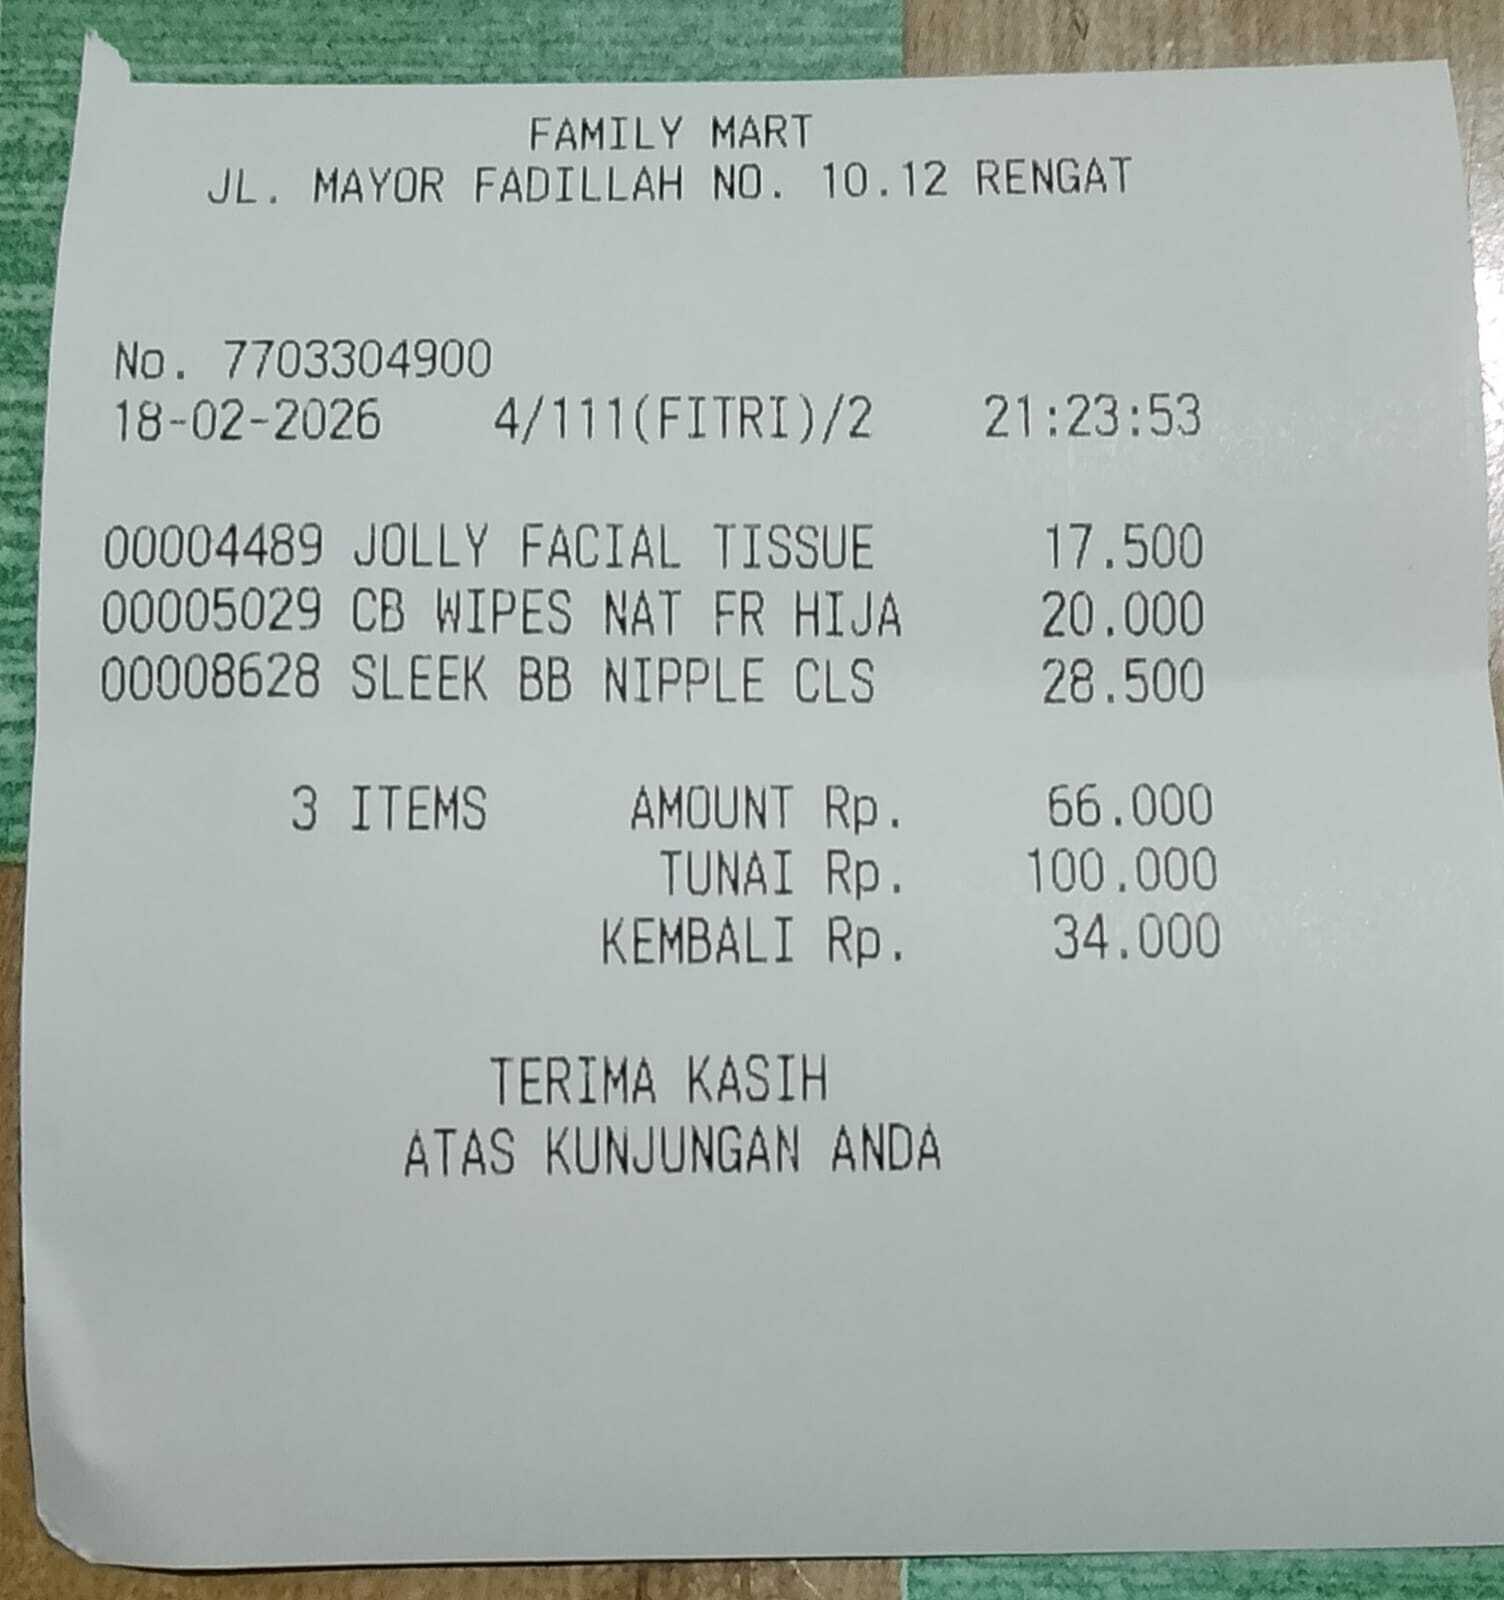 FAMILY MART
JL. MAYOR FADILLAH NO. 10.12 RENGAT
No. 7703304900
18-02-2026 4/111(FITRI)/2 21:23:53
00004489 JOLLY FACIAL TISSUE 17.500
00005029 CB WIPES NAT FR HIJA 20.000
00008628 SLEEK BB NIPPLE CLS 28.500
3 ITEMS AMOUNT Rp. 66.000
TUNAI Rp. 100.000
KEMBALI Rp. 34.000
TERIMA KASIH
ATAS KUNJUNGAN ANDA